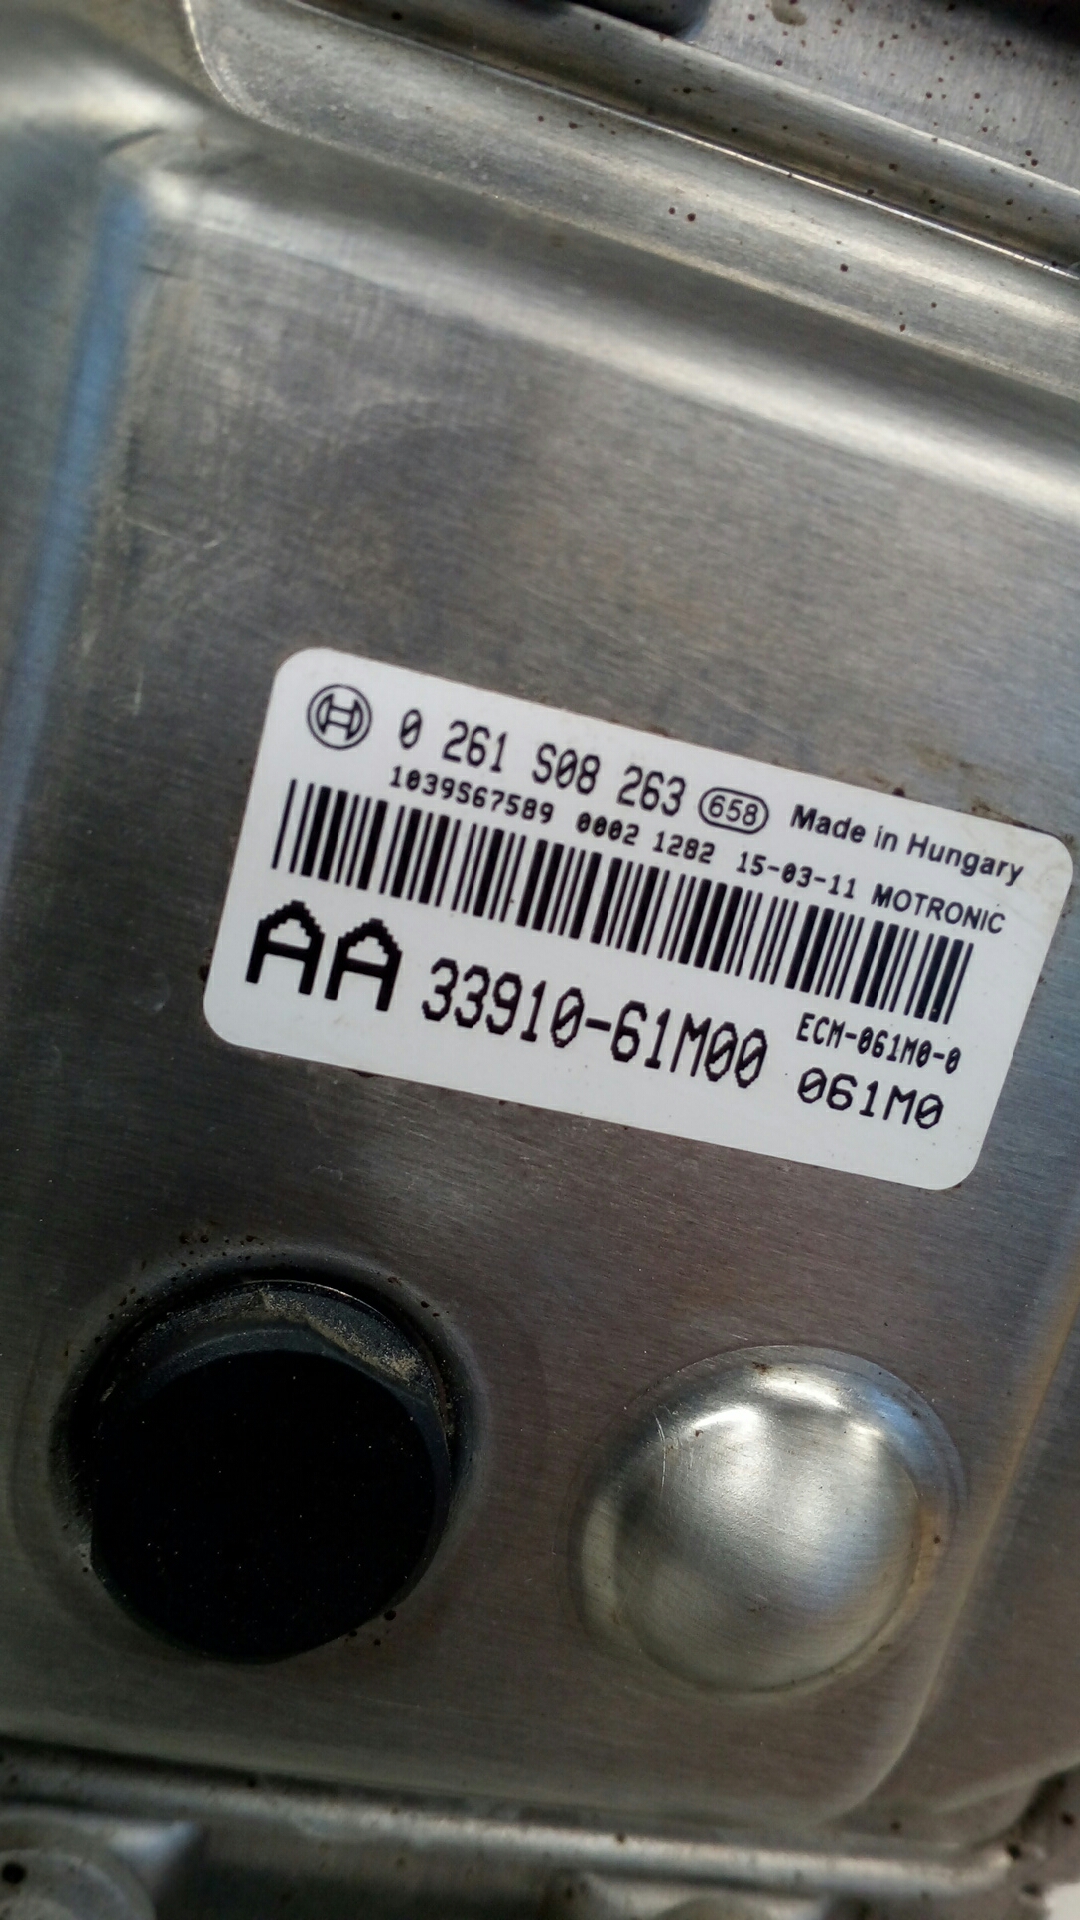 0 261 S08 263 658 Made in Hungary
1039567589 0002 1282 15-03-11 MOTRONIC
AA 33910-61M00 ECM-061M0-0
061M0